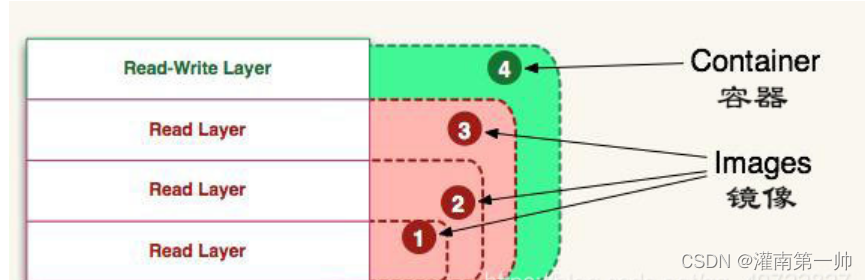 Read-Write Layer
4
Container
容器
Read Layer
3
Images
镜像
Read Layer
2
1
Read Layer
CSDN @灌南第一帅